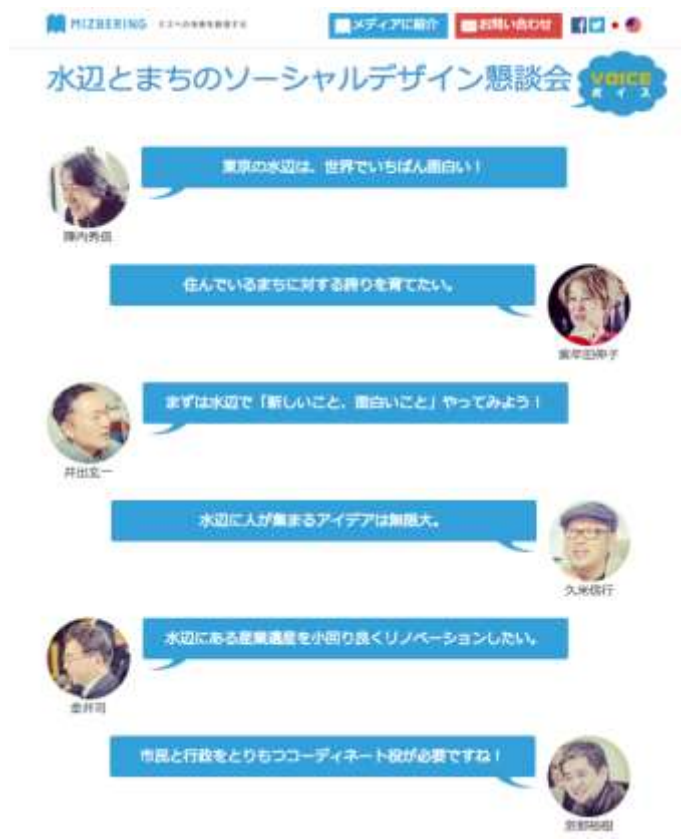 MIZBERING
メディアに紹介 お問い合わせ
水辺とまちのソーシャルデザイン懇談会
VOICE
ボイス
東京の水辺は、世界でいちばん面白い！
陣内秀信
住んでいるまちに対する誇りを育てたい。
まずは水辺で「新しいこと、面白いこと」やってみよう！
井出玄一
水辺に人が集まるアイデアは無限大。
久米信行
水辺にある産業遺産を小回り良くリノベーションしたい。
市民と行政をとりもつコーディネート役が必要ですね！